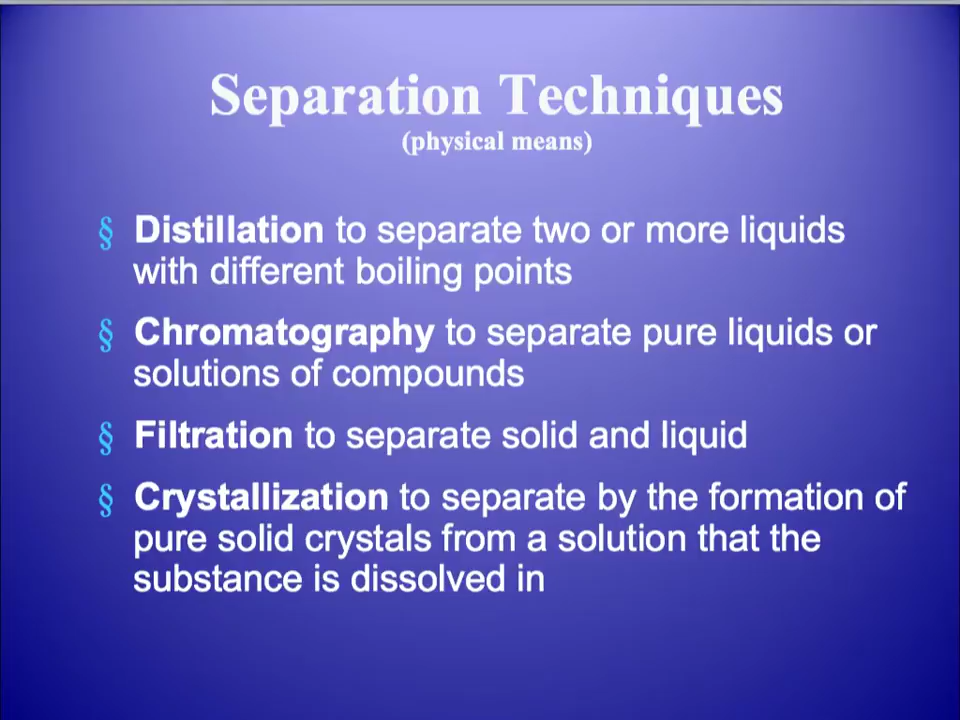 Separation Techniques
(physical means)
§ Distillation to separate two or more liquids
with different boiling points
§ Chromatography to separate pure liquids or
solutions of compounds
§ Filtration to separate solid and liquid
§ Crystallization to separate by the formation of
pure solid crystals from a solution that the
substance is dissolved in